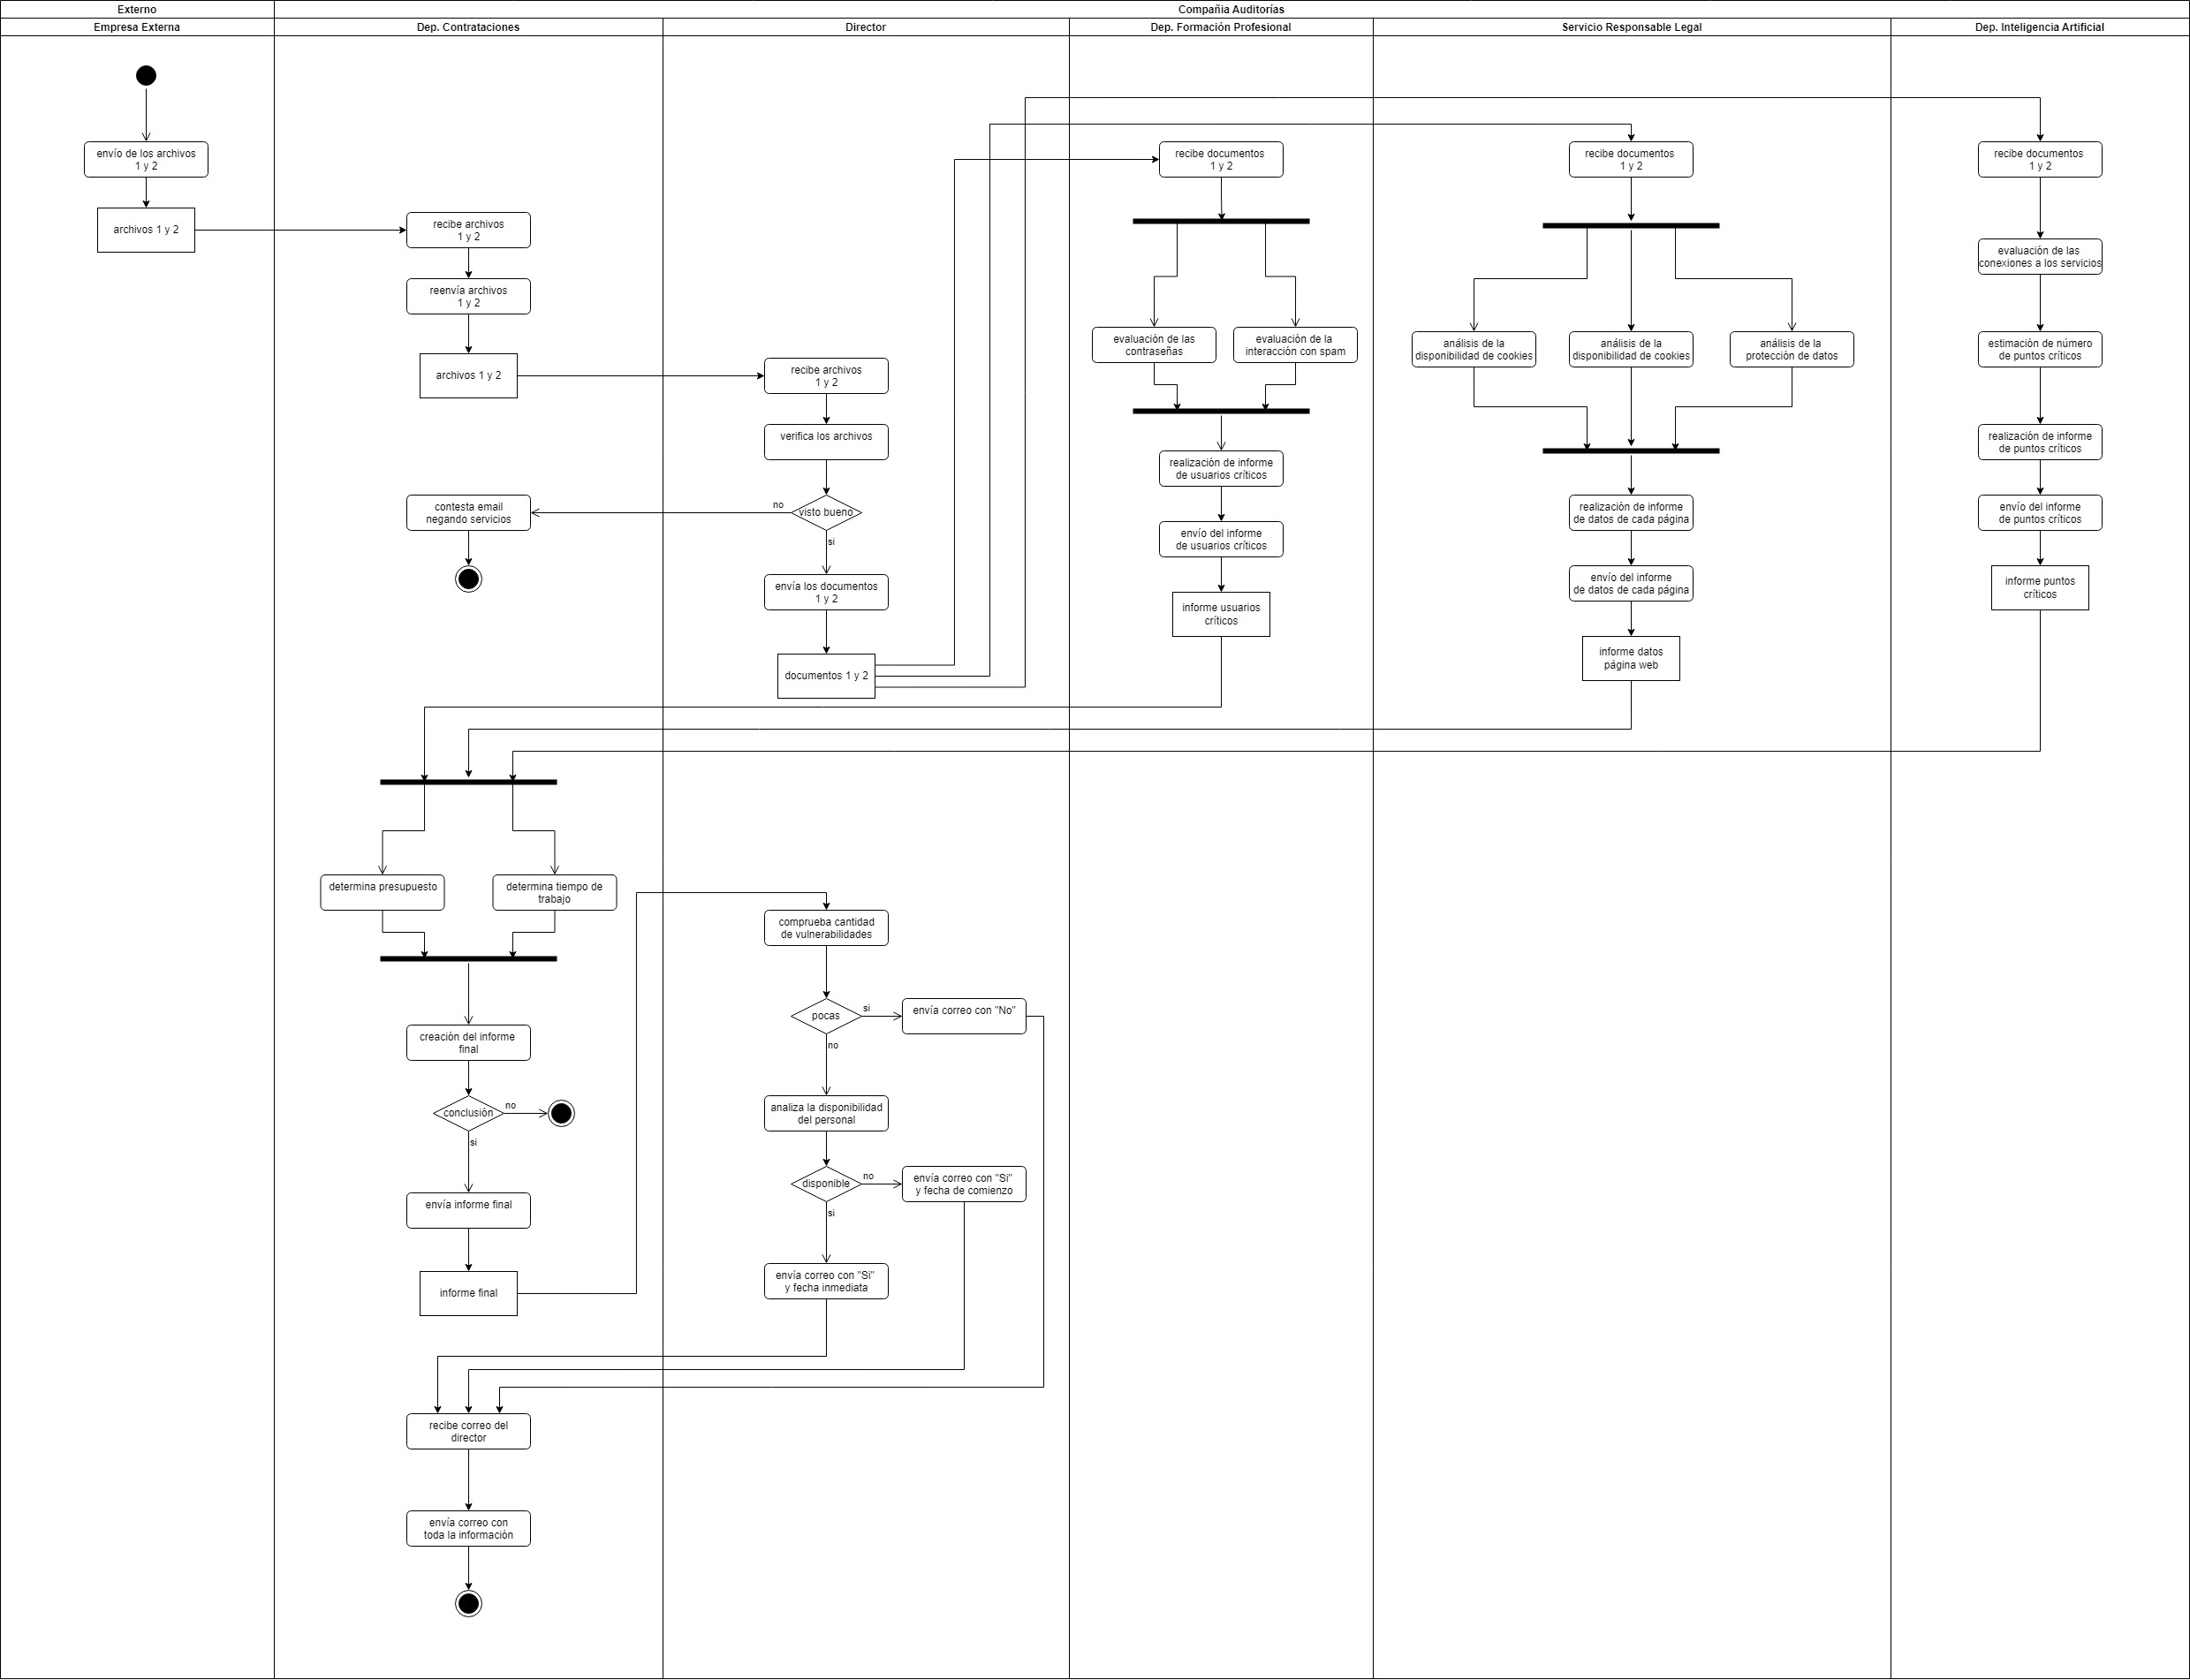 Externo
Compañia Auditorías
Empresa Externa
Dep. Contrataciones
Director
Dep. Formación Profesional
Servicio Responsable Legal
Dep. Inteligencia Artificial
envío de los archivos
1 y 2
archivos 1 y 2
recibe archivos
1 y 2
reenvía archivos
1 y 2
archivos 1 y 2
recibe archivos
1 y 2
verifica los archivos
visto bueno
no
si
contesta email
negando servicios
envía los documentos
1 y 2
documentos 1 y 2
recibe documentos
1 y 2
evaluación de las
contraseñas
evaluación de la
interacción con spam
realización de informe
de usuarios críticos
envío del informe
de usuarios críticos
informe usuarios
críticos
recibe documentos
1 y 2
análisis de la
disponibilidad de cookies
análisis de la
disponibilidad de cookies
análisis de la
protección de datos
realización de informe
de datos de cada página
envío del informe
de datos de cada página
informe datos
página web
recibe documentos
1 y 2
evaluación de las
conexiones a los servicios
estimación de número
de puntos críticos
realización de informe
de puntos críticos
envío del informe
de puntos críticos
informe puntos
críticos
determina presupuesto
determina tiempo de
trabajo
creación del informe
final
conclusión
no
si
envía informe final
informe final
comprueba cantidad
de vulnerabilidades
pocas
si
no
envía correo con "No"
analiza la disponibilidad
del personal
disponible
no
si
envía correo con "Si"
y fecha de comienzo
envía correo con "Si"
y fecha inmediata
recibe correo del
director
envía correo con
toda la información